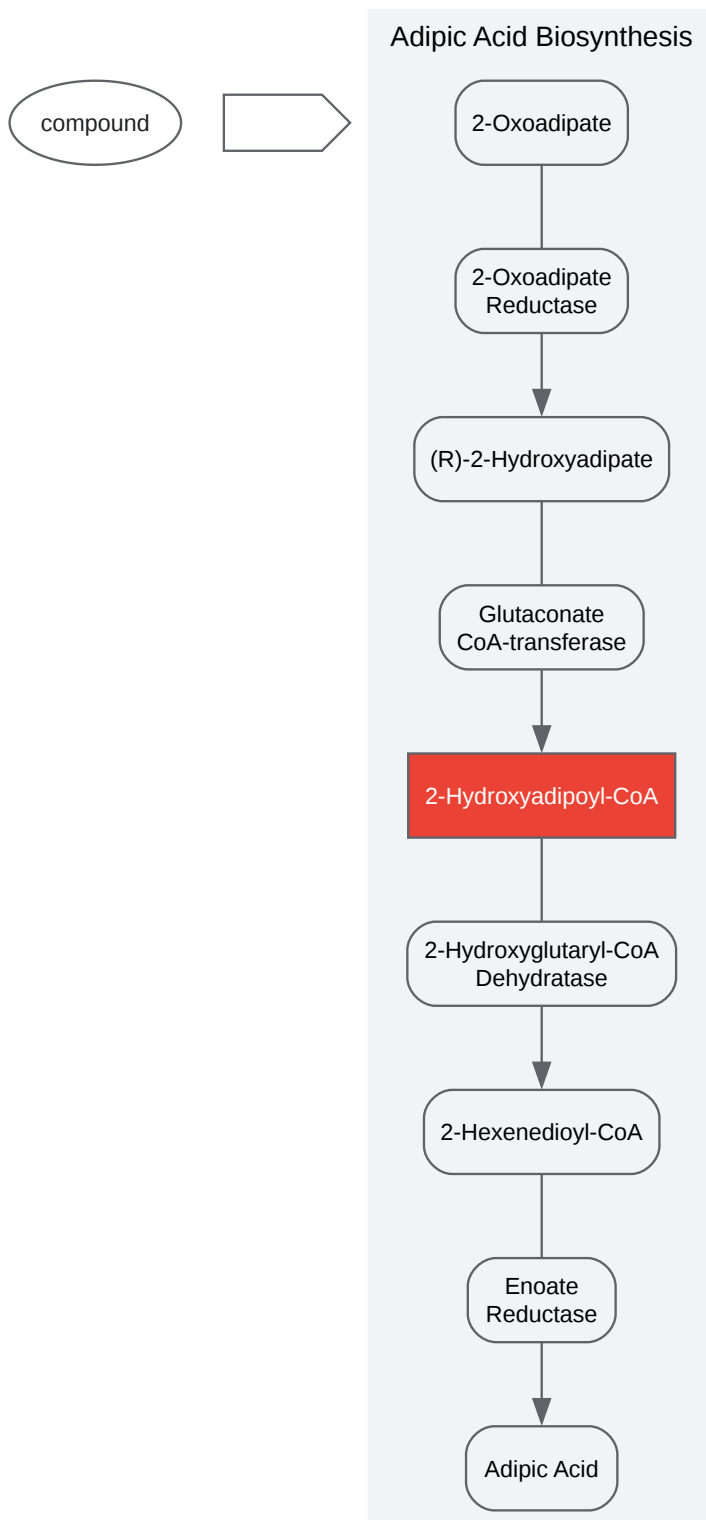 Adipic Acid Biosynthesis
compound
2-Oxoadipate
2-Oxoadipate
Reductase
(R)-2-Hydroxyadipate
Glutaconate
CoA-transferase
2-Hydroxyadipoyl-CoA
2-Hydroxyglutaryl-CoA
Dehydratase
2-Hexenedioyl-CoA
Enoate
Reductase
Adipic Acid